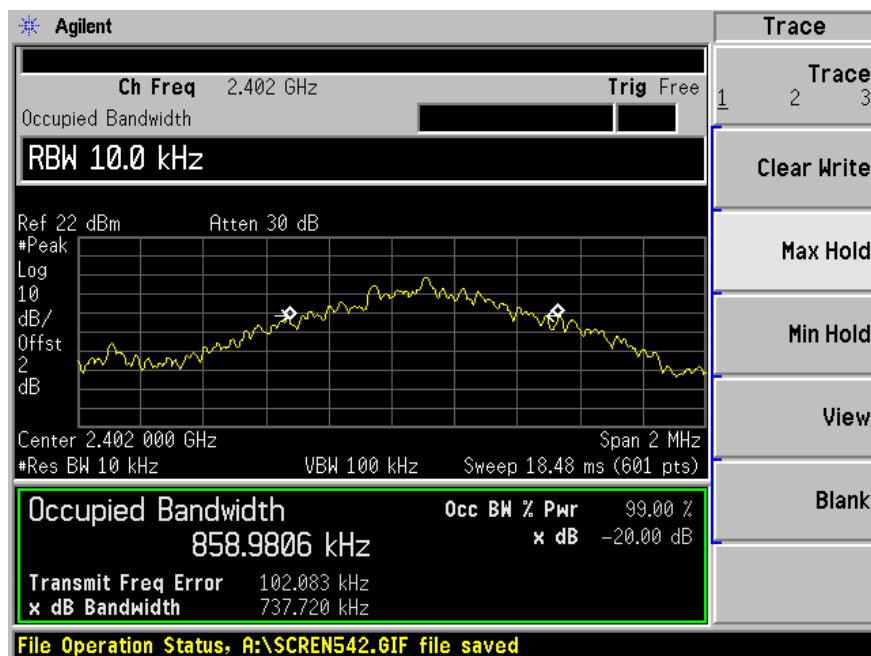 Agilent
Trace
Ch Freq 2.402 GHz Trig Free
Occupied Bandwidth
Trace
1 2 3
RBW 10.0 kHz
Clear Write
Ref 22 dBm Atten 30 dB
#Peak
Log
10
dB/
Offst
2
dB
Max Hold
Min Hold
Center 2.402 000 GHz Span 2 MHz
#Res BW 10 kHz VBW 100 kHz Sweep 18.48 ms (601 pts)
View
Occupied Bandwidth Occ BW % Pwr 99.00 %
858.9806 kHz x dB -20.00 dB
Blank
Transmit Freq Error 102.083 kHz
x dB Bandwidth 737.720 kHz
File Operation Status, A:\SCREN542.GIF file saved